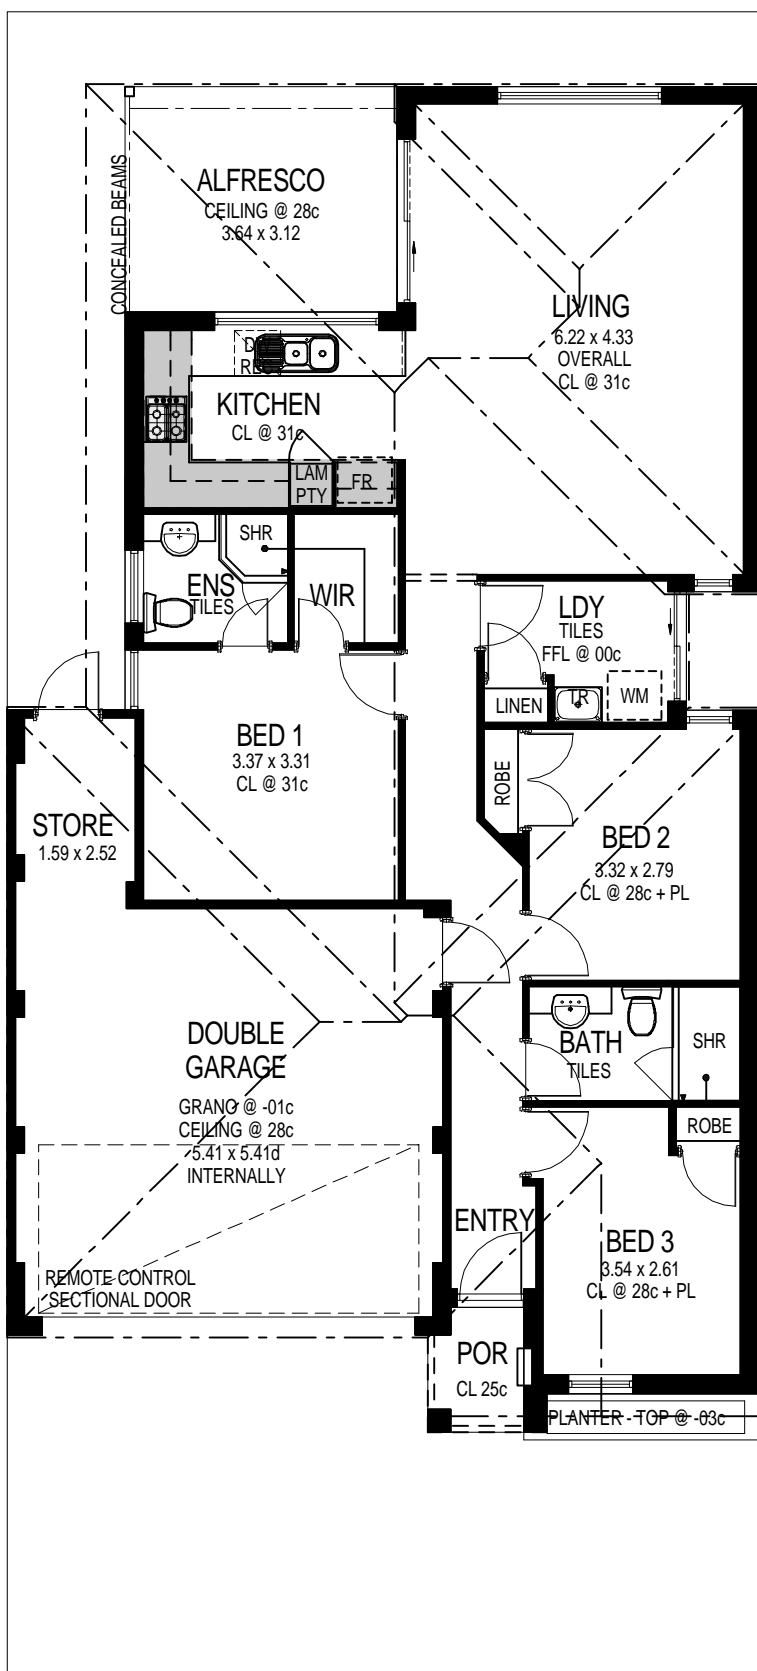 CONCEALED BEAMS
ALFRESCO
CEILING @ 28c
3.64 x 3.12
LIVING
6.22 x 4.33
OVERALL
CL @ 31c
KITCHEN
CL @ 31c
LAM
PTY
FR
SHR
ENS
TILES
WIR
LDY
TILES
FFL @ 00c
LINEN
TR
WM
BED 1
3.37 x 3.31
CL @ 31c
ROBE
STORE
1.59 x 2.52
BED 2
3.32 x 2.79
CL @ 28c + PL
DOUBLE
GARAGE
GRANO @ -01c
CEILING @ 28c
5.41 x 5.41d
INTERNALLY
BATH
TILES
SHR
ROBE
ENTRY
BED 3
3.54 x 2.61
CL @ 28c + PL
REMOTE CONTROL
SECTIONAL DOOR
POR
CL 25c
PLANTER - TOP @ -03c